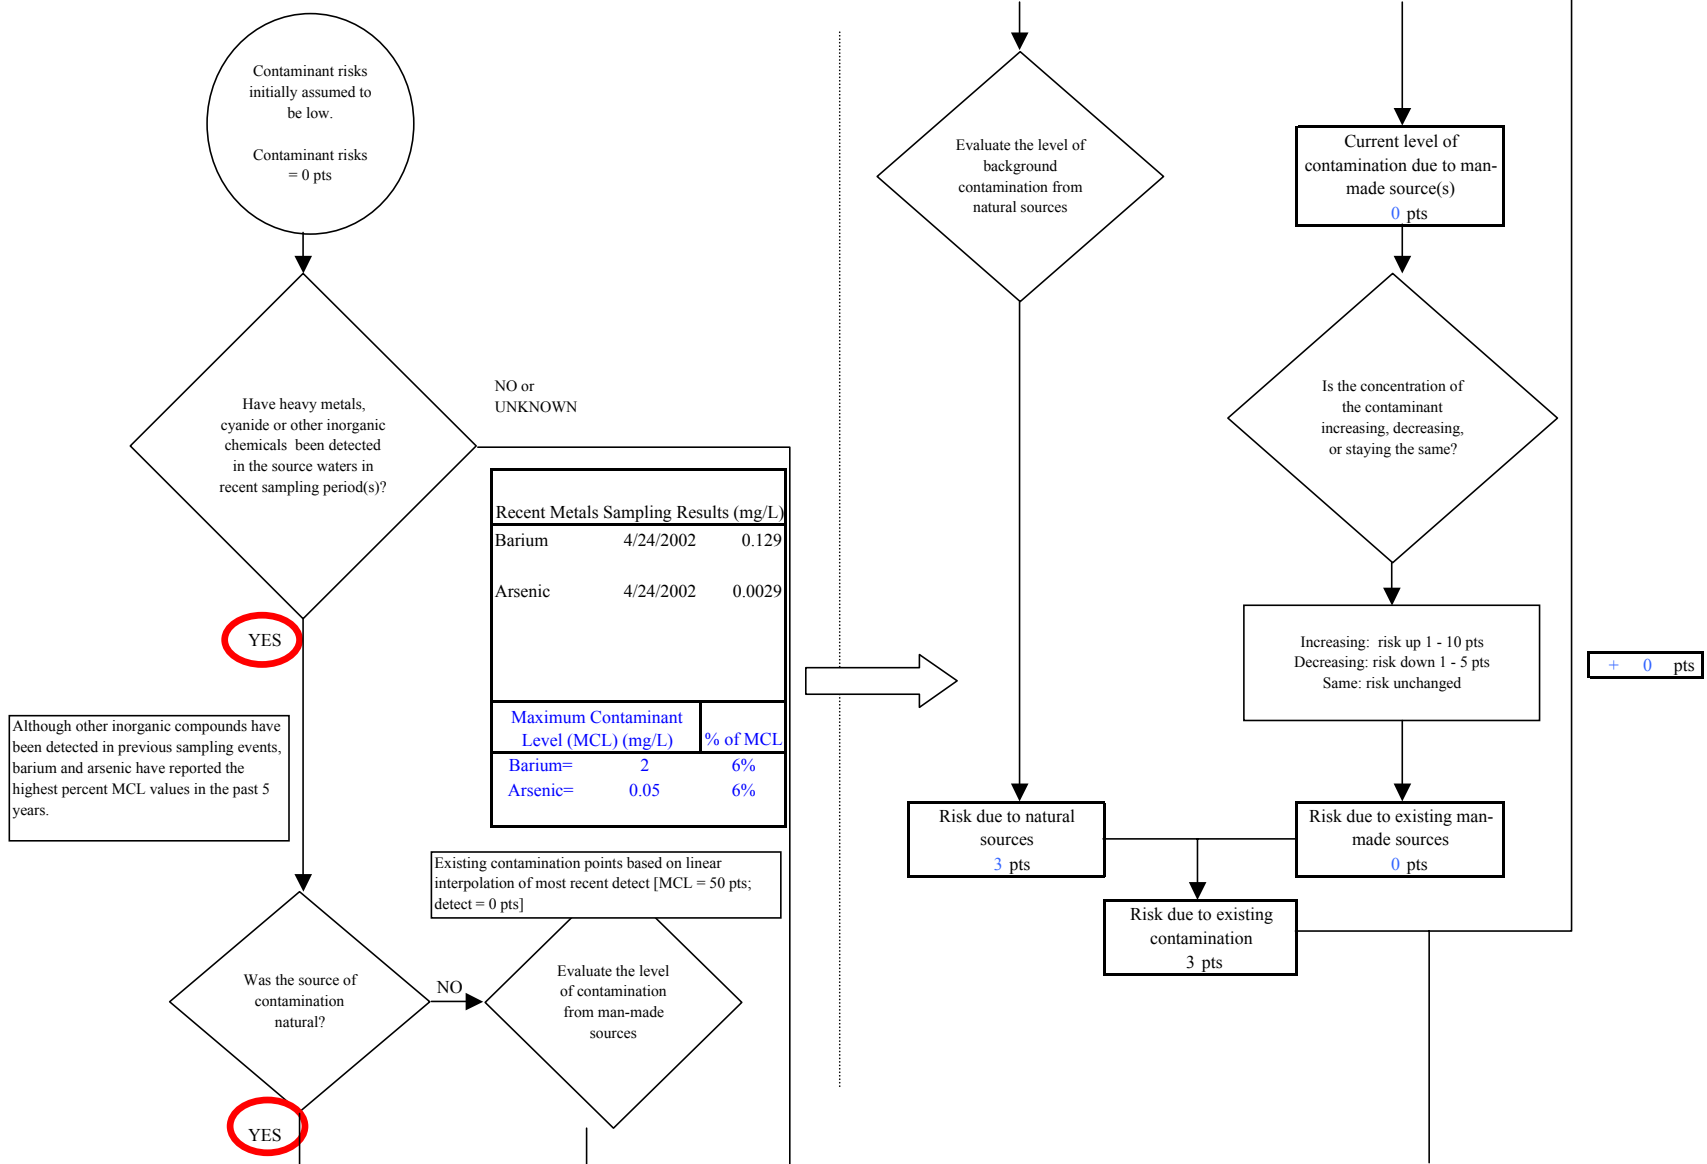 Contaminant risks
initially assumed to
be low.
Contaminant risks
= 0 pts
Have heavy metals,
cyanide or other inorganic
chemicals been detected
in the source waters in
recent sampling period(s)?
NO or
UNKNOWN
YES
Recent Metals Sampling Results (mg/L)
Barium 4/24/2002 0.129
Arsenic 4/24/2002 0.0029
Maximum Contaminant
Level (MCL) (mg/L) % of MCL
Barium= 2 6%
Arsenic= 0.05 6%
Although other inorganic compounds have
been detected in previous sampling events,
barium and arsenic have reported the
highest percent MCL values in the past 5
years.
Existing contamination points based on linear
interpolation of most recent detect [MCL = 50 pts;
detect = 0 pts]
Was the source of
contamination
natural?
NO
Evaluate the level
of contamination
from man-made
sources
YES
Evaluate the level of
background
contamination from
natural sources
Current level of
contamination due to man-
made source(s)
0 pts
Is the concentration of
the contaminant
increasing, decreasing,
or staying the same?
Increasing: risk up 1 - 10 pts
Decreasing: risk down 1 - 5 pts
Same: risk unchanged
+ 0 pts
Risk due to natural
sources
3 pts
Risk due to existing man-
made sources
0 pts
Risk due to existing
contamination
3 pts